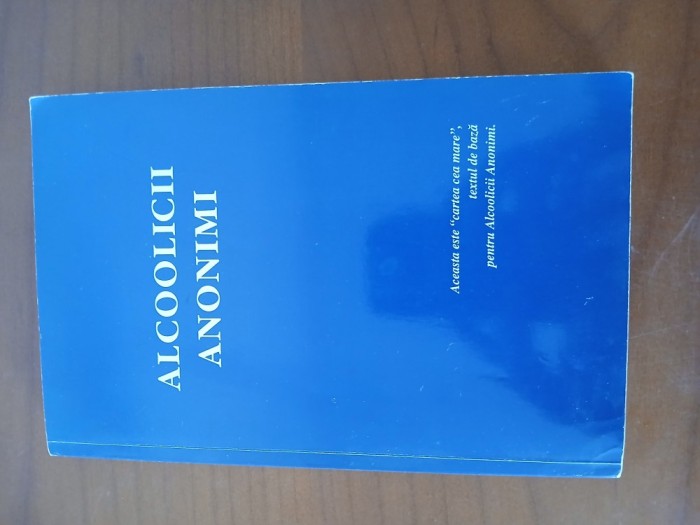 ALCOOLICII
ANONIMI
Aceasta este “cartea cea mare”,
textul de bază
pentru Alcoolicii Anonimi.